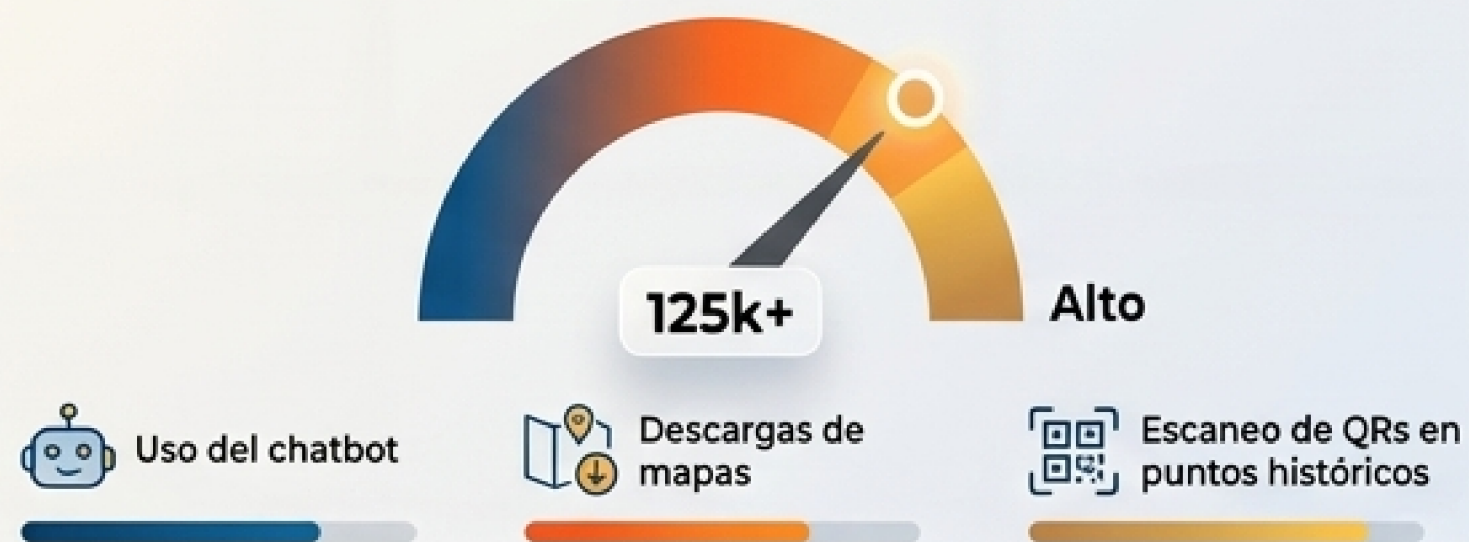 125k+
Alto
Uso del chatbot
Descargas de
mapas
Escaneo de QRs en
puntos históricos